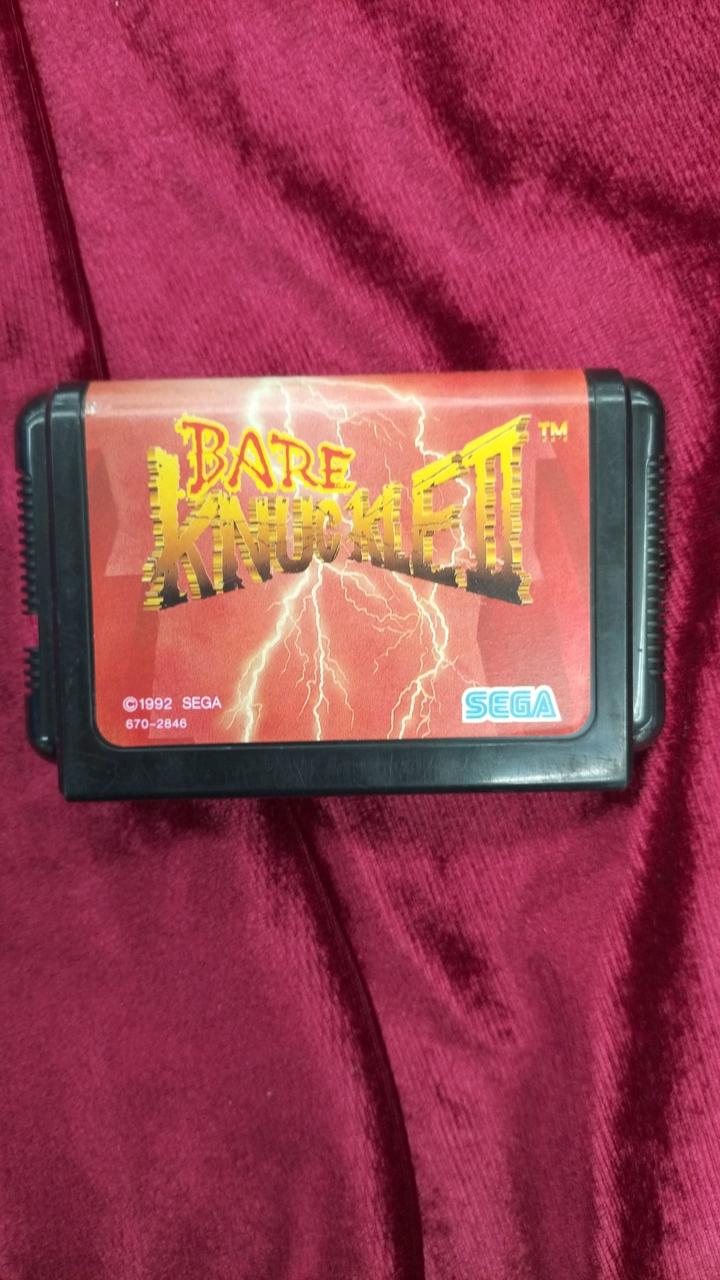 BARE
KNUCKLE II ™
©1992 SEGA
670-2846
SEGA